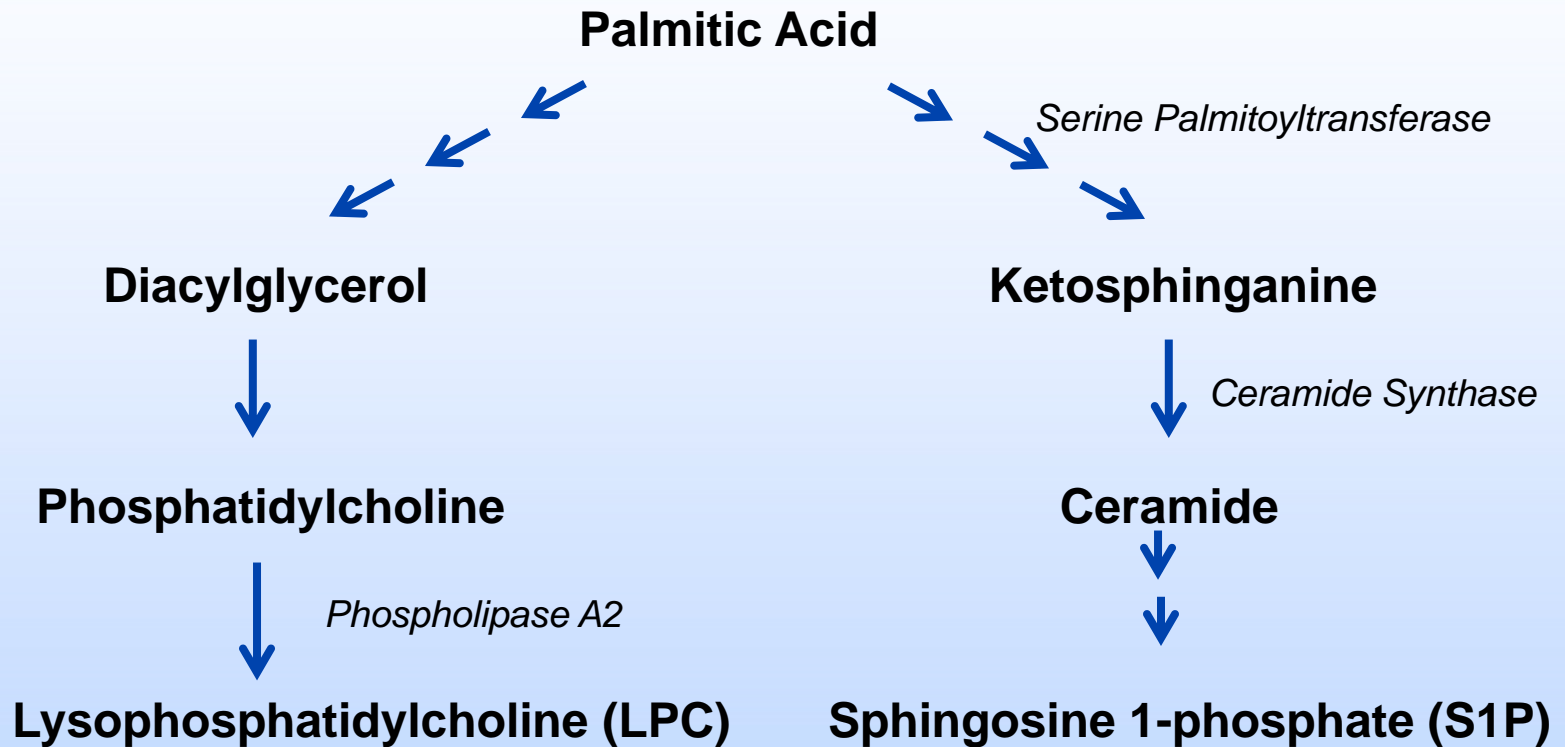 Palmitic Acid
Serine Palmitoyltransferase
Diacylglycerol
Ketosphinganine
Ceramide Synthase
Phosphatidylcholine
Ceramide
Phospholipase A2
Lysophosphatidylcholine (LPC)
Sphingosine 1-phosphate (S1P)